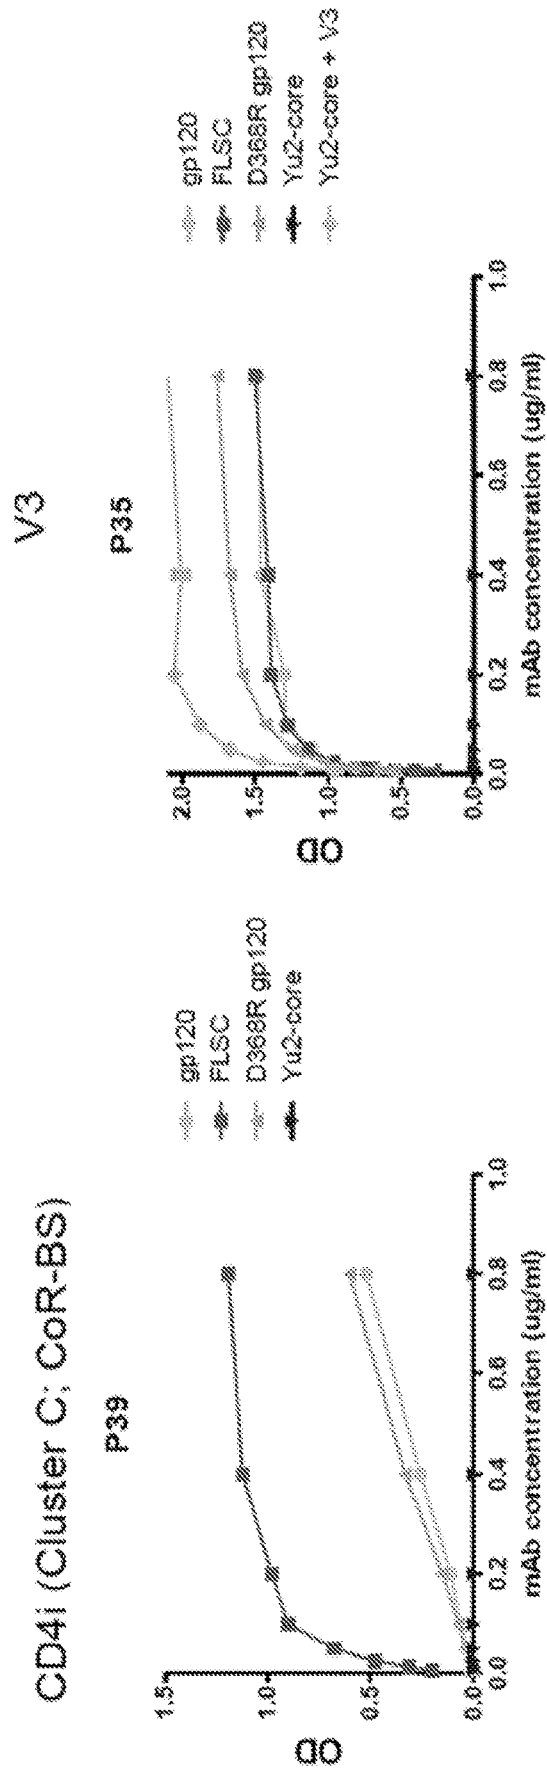 CD4i (Cluster C; CoR-BS)
P39
OD
1.5
1.0
0.5
0.0
0.0 0.2 0.4 0.6 0.8 1.0
mAb concentration (ug/ml)
gp120
FLSC
D368R gp120
Yu2-core
V3
P35
OD
2.0
1.5
1.0
0.5
0.0
0.0 0.2 0.4 0.6 0.8 1.0
mAb concentration (ug/ml)
gp120
FLSC
D368R gp120
Yu2-core
Yu2-core + V3